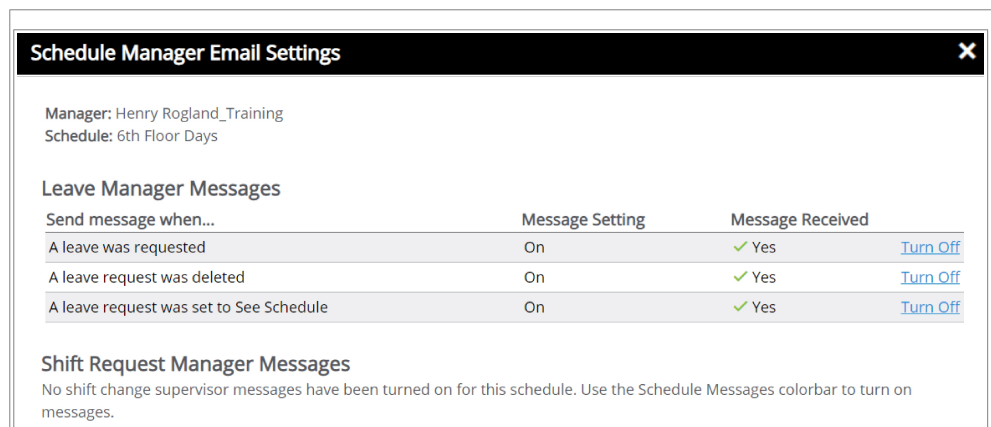 Schedule Manager Email Settings
Manager: Henry Rogland_Training
Schedule: 6th Floor Days
Leave Manager Messages
Send message when... Message Setting Message Received
A leave was requested On Yes Turn Off
A leave request was deleted On Yes Turn Off
A leave request was set to See Schedule On Yes Turn Off
Shift Request Manager Messages
No shift change supervisor messages have been turned on for this schedule. Use the Schedule Messages colorbar to turn on
messages.